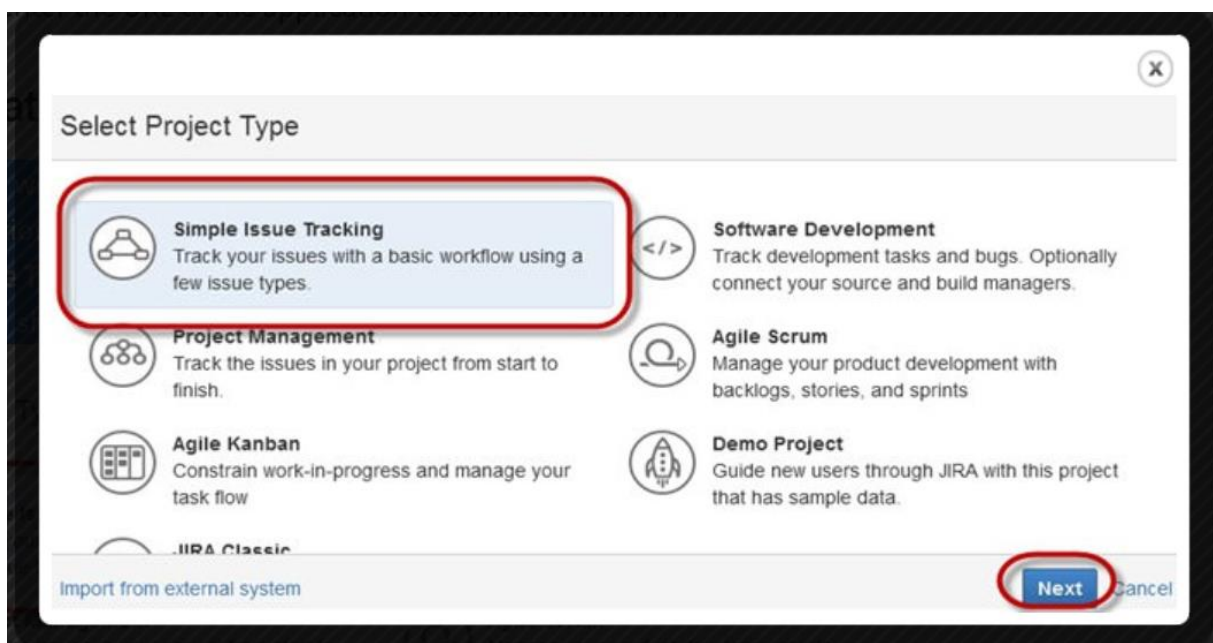 Select Project Type
Simple Issue Tracking
Track your issues with a basic workflow using a
few issue types.
</>
Software Development
Track development tasks and bugs. Optionally
connect your source and build managers.
Project Management
Track the issues in your project from start to
finish.
Agile Scrum
Manage your product development with
backlogs, stories, and sprints
Agile Kanban
Constrain work-in-progress and manage your
task flow
Demo Project
Guide new users through JIRA with this project
that has sample data.
JIRA Classic
Import from external system
Next
Cancel